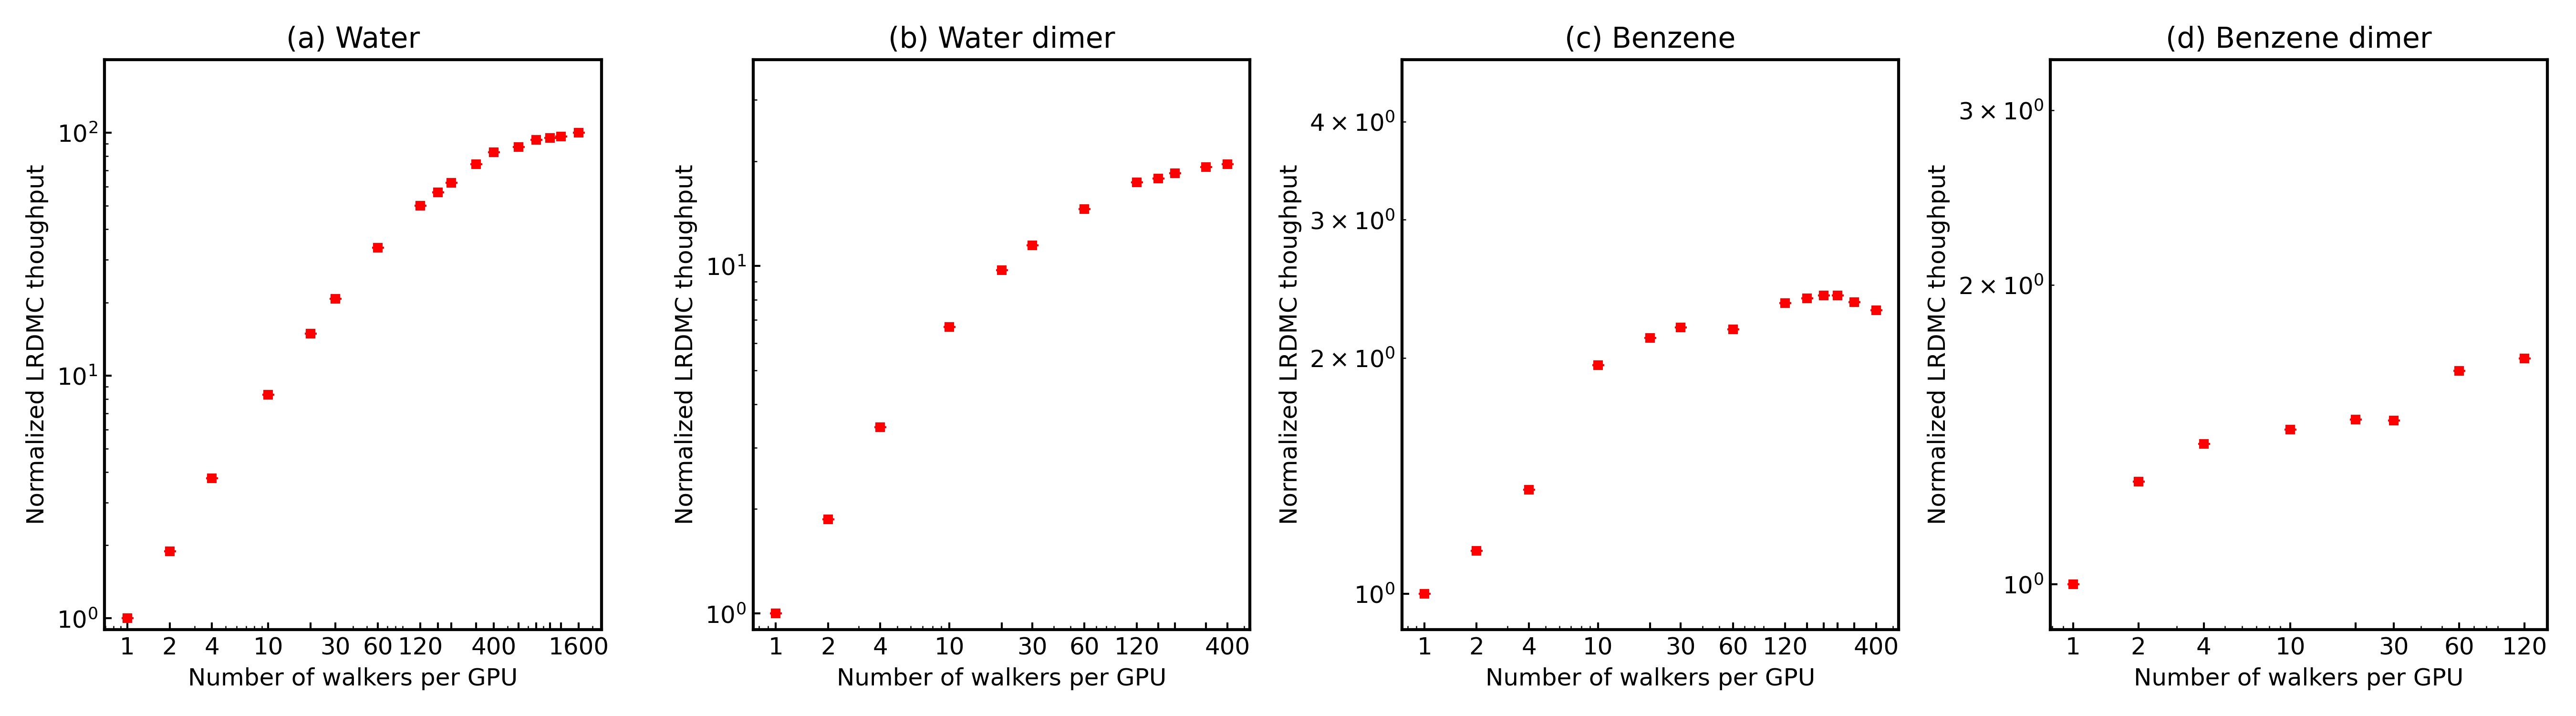 (a) Water
Normalized LRDMC thoughput
10²
10¹
10⁰
1 2 4 10 30 60 120 400 1600
Number of walkers per GPU
(b) Water dimer
Normalized LRDMC thoughput
10¹
10⁰
1 2 4 10 30 60 120 400
Number of walkers per GPU
(c) Benzene
Normalized LRDMC thoughput
4 × 10⁰
3 × 10⁰
2 × 10⁰
10⁰
1 2 4 10 30 60 120 400
Number of walkers per GPU
(d) Benzene dimer
Normalized LRDMC thoughput
3 × 10⁰
2 × 10⁰
10⁰
1 2 4 10 30 60 120
Number of walkers per GPU